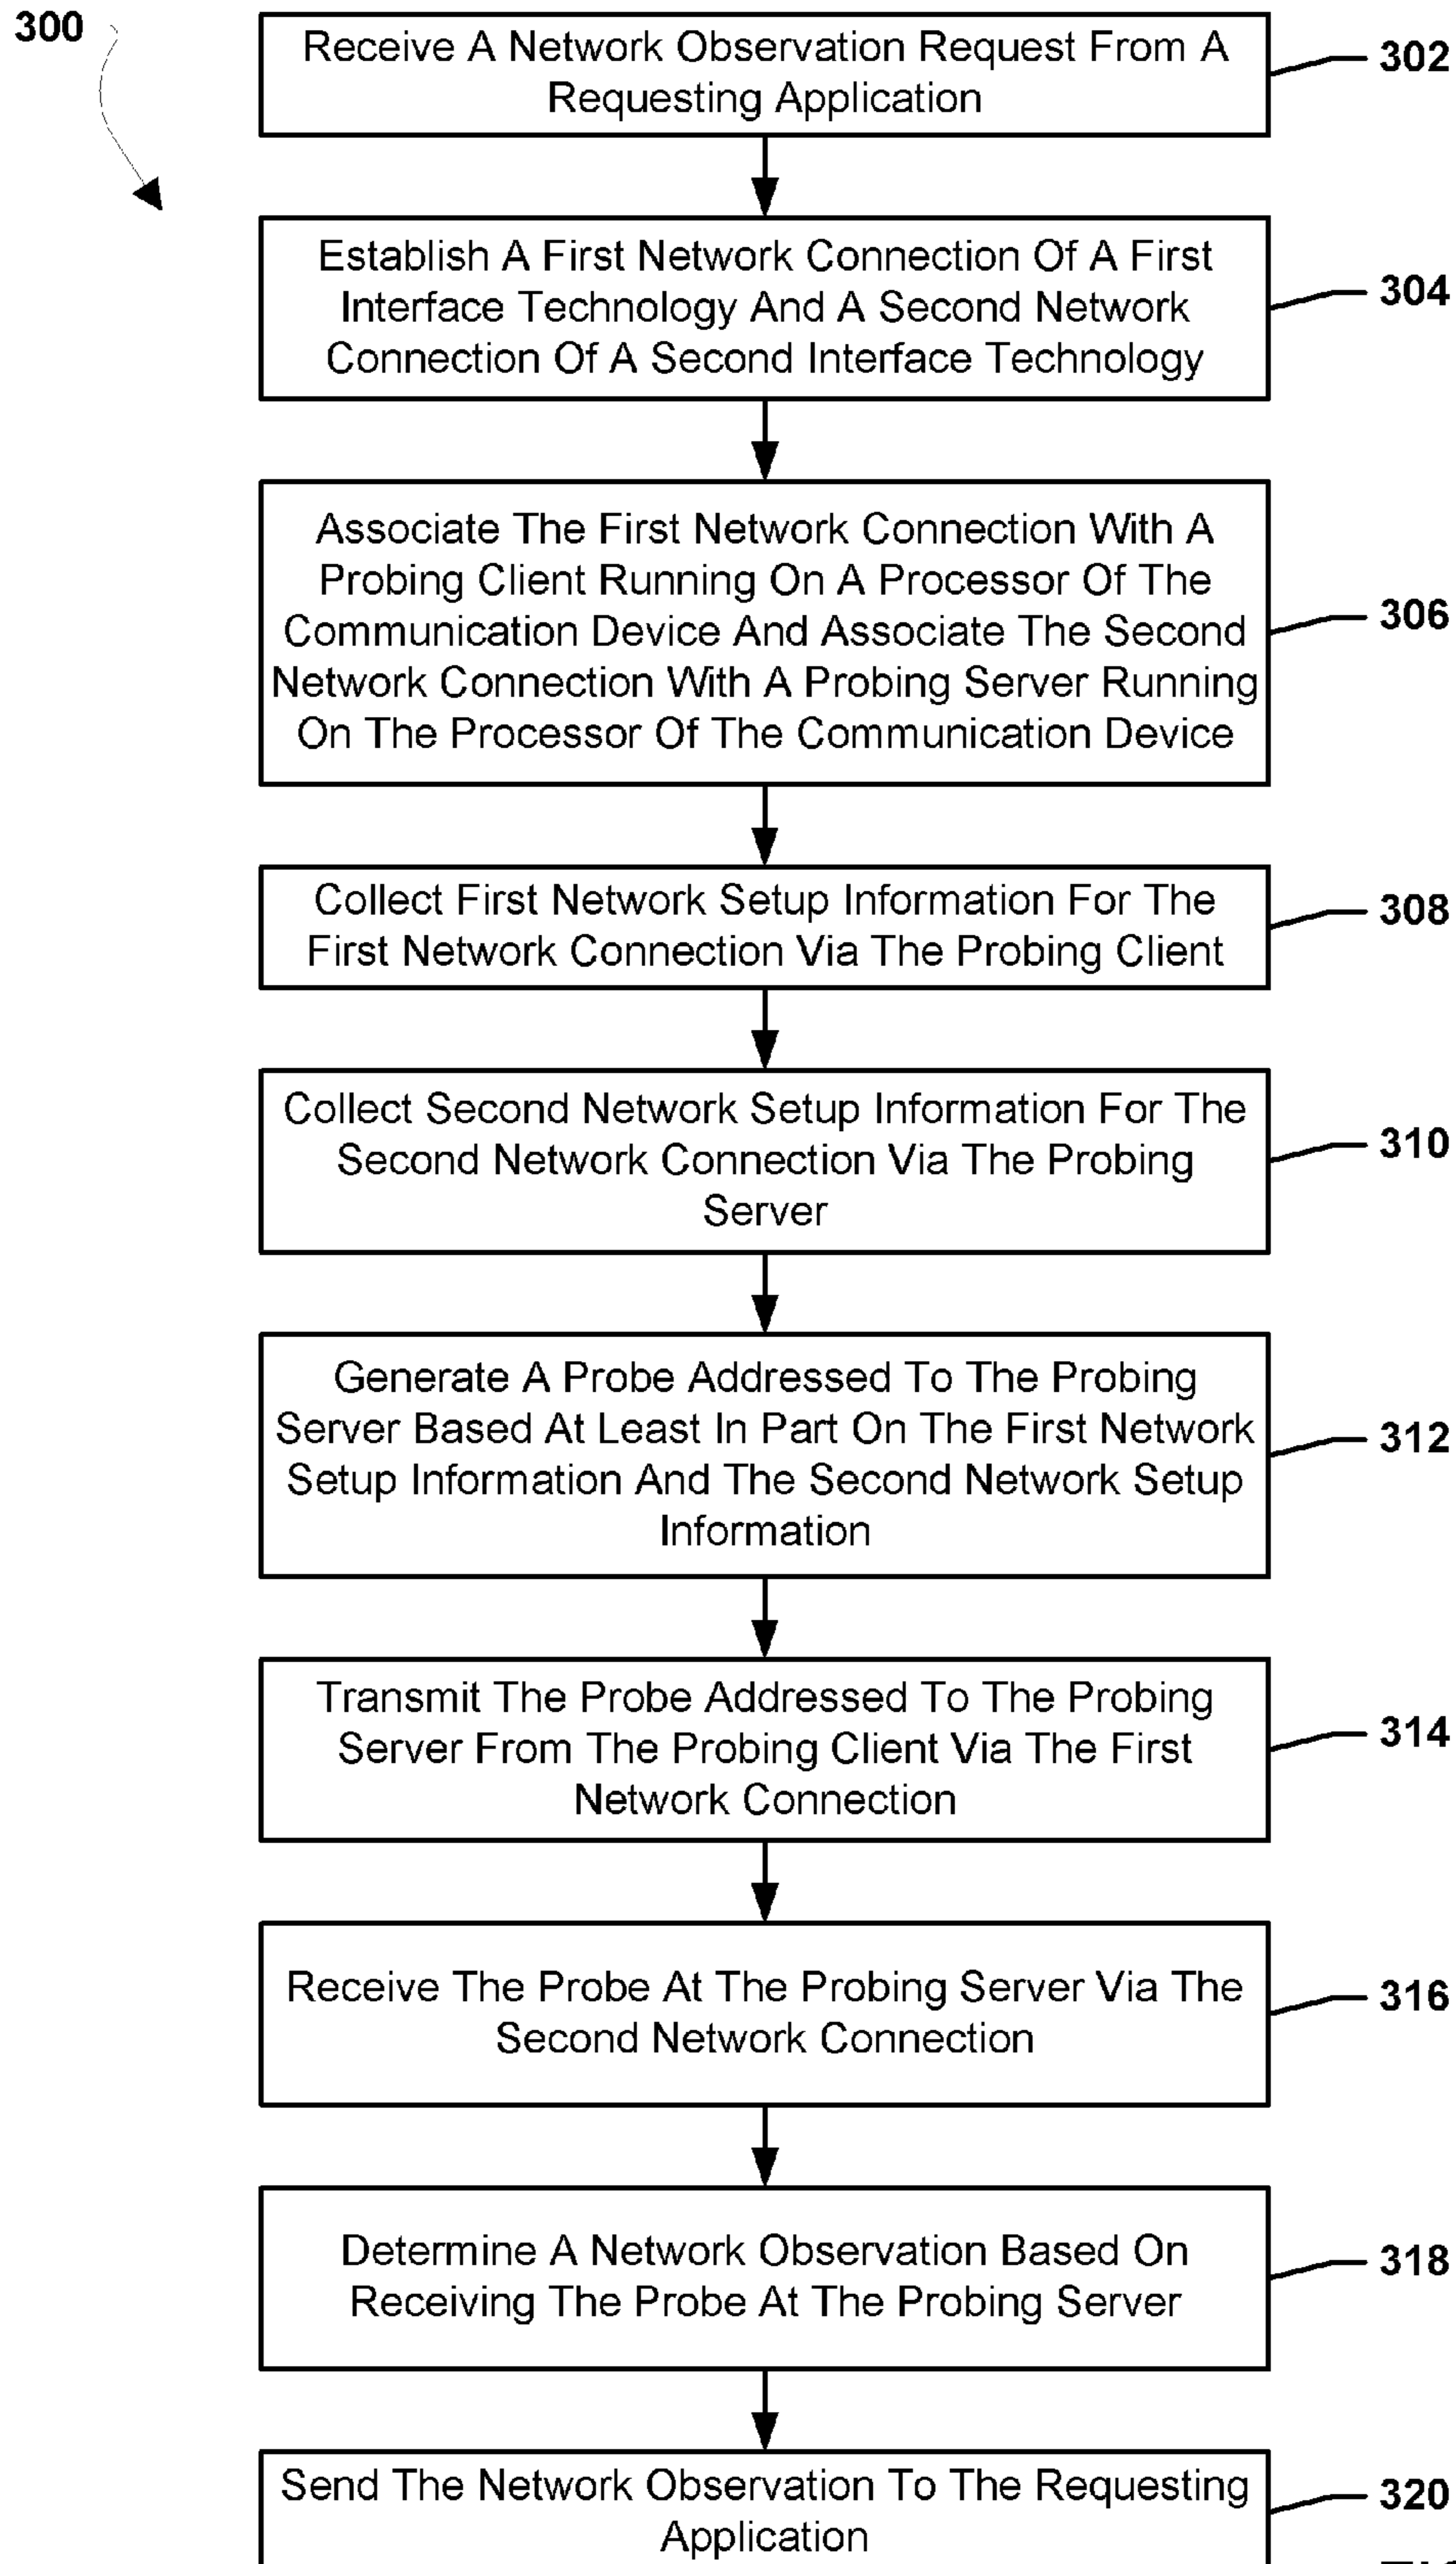 300
Receive A Network Observation Request From A
Requesting Application
302
Establish A First Network Connection Of A First
Interface Technology And A Second Network
Connection Of A Second Interface Technology
304
Associate The First Network Connection With A
Probing Client Running On A Processor Of The
Communication Device And Associate The Second
Network Connection With A Probing Server Running
On The Processor Of The Communication Device
306
Collect First Network Setup Information For The
First Network Connection Via The Probing Client
308
Collect Second Network Setup Information For The
Second Network Connection Via The Probing
Server
310
Generate A Probe Addressed To The Probing
Server Based At Least In Part On The First Network
Setup Information And The Second Network Setup
Information
312
Transmit The Probe Addressed To The Probing
Server From The Probing Client Via The First
Network Connection
314
Receive The Probe At The Probing Server Via The
Second Network Connection
316
Determine A Network Observation Based On
Receiving The Probe At The Probing Server
318
Send The Network Observation To The Requesting
Application
320